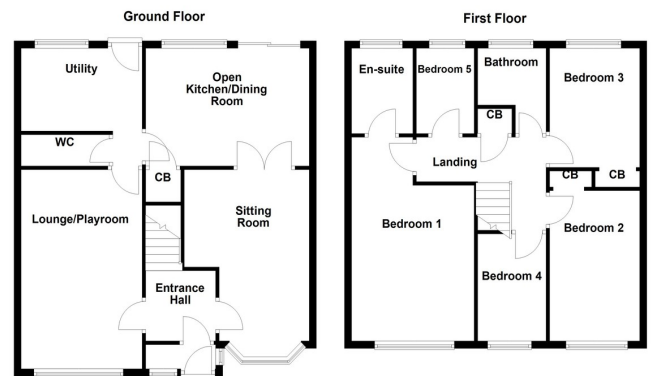 Ground Floor
Utility
Open
Kitchen/Dining
Room
WC
CB
Lounge/Playroom
Sitting
Room
Entrance
Hall
First Floor
En-suite
Bedroom 5
Bathroom
Bedroom 3
CB
Landing
CB
CB
Bedroom 1
Bedroom 2
Bedroom 4